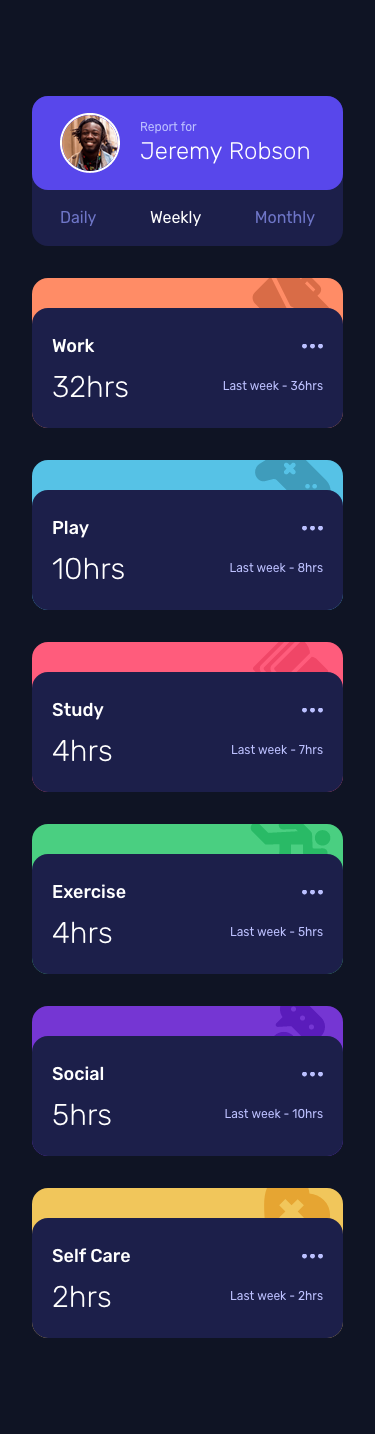 Report for
Jeremy Robson
Daily Weekly Monthly
Work
32hrs Last week - 36hrs
Play
10hrs Last week - 8hrs
Study
4hrs Last week - 7hrs
Exercise
4hrs Last week - 5hrs
Social
5hrs Last week - 10hrs
Self Care
2hrs Last week - 2hrs